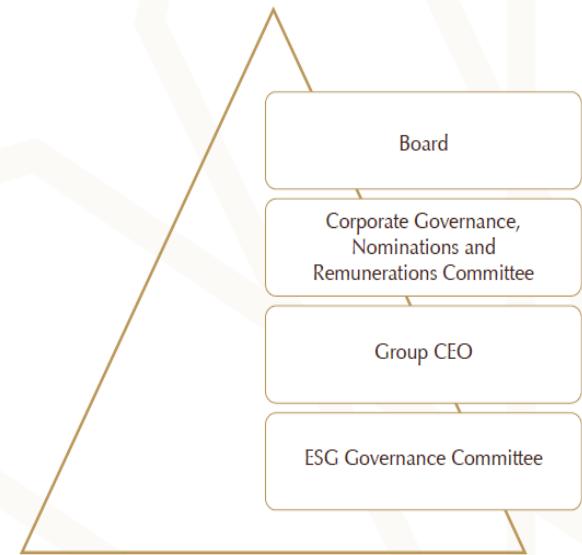 Board
Corporate Governance,
Nominations and
Remunerations Committee
Group CEO
ESG Governance Committee